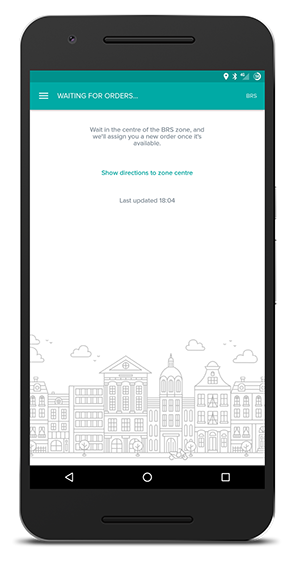 WAITING FOR ORDERS...
BRS
Wait in the centre of the BRS zone, and
we'll assign you a new order once it's
available.
Show directions to zone centre
Last updated 18:04